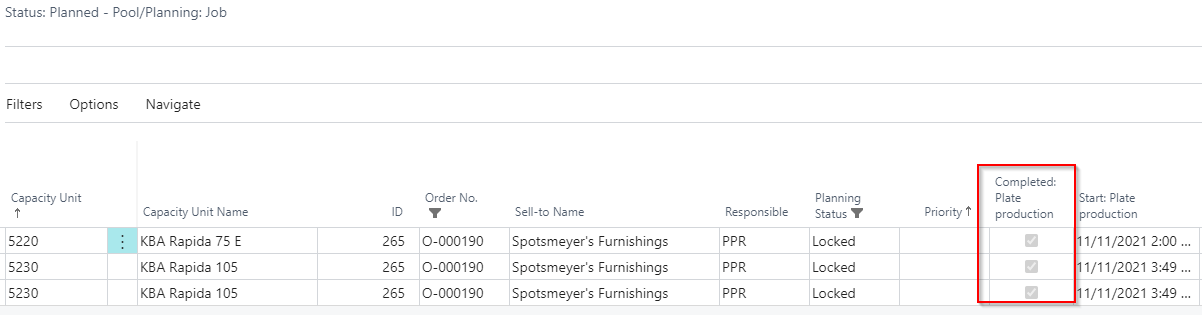 Status: Planned - Pool/Planning: Job
Filters Options Navigate
Capacity Unit ↑ Capacity Unit Name ID Order No. Sell-to Name Responsible Planning Status Priority ↑ Completed: Plate production Start: Plate production
5220 KBA Rapida 75 E 265 O-000190 Spotsmeyer's Furnishings PPR Locked 11/11/2021 2:00 ...
5230 KBA Rapida 105 265 O-000190 Spotsmeyer's Furnishings PPR Locked 11/11/2021 3:49 ...
5230 KBA Rapida 105 265 O-000190 Spotsmeyer's Furnishings PPR Locked 11/11/2021 3:49 ...